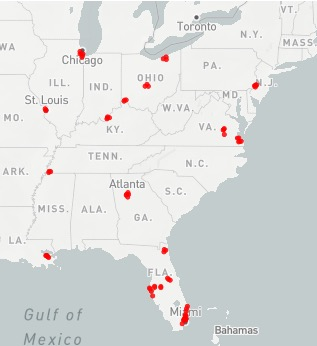 VT.
Toronto
N.Y.
MASS.
WA
Chicago
PA.
ILL.
IND.
OHIO
N.J.
MD
St. Louis
W.VA.
MO.
KY.
VA.
TENN.
N.C.
ARK.
Atlanta
S.C.
MISS.
ALA.
GA.
LA.
FLA.
Gulf of
Mexico
Miami
Bahamas